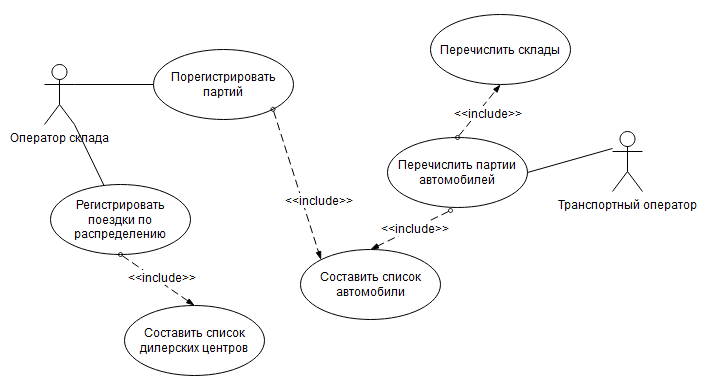 Перечислить склады
Порегистрировать
партий
<<include>>
Оператор склада
Перечислить партии
автомобилей
Транспортный оператор
<<include>>
Регистрировать
поездки по
распределению
<<include>>
<<include>>
Составить список
автомобили
Составить список
дилерских центров